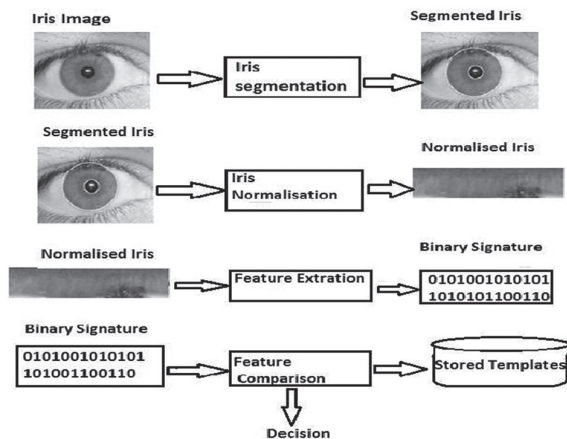 Iris Image
Segmented Iris
Iris
segmentation
Segmented Iris
Normalised Iris
Iris
Normalisation
Normalised Iris
Binary Signature
Feature Extration
0101001010101
1010101100110
Binary Signature
0101001010101
101001100110
Feature
Comparison
Stored Templates
Decision